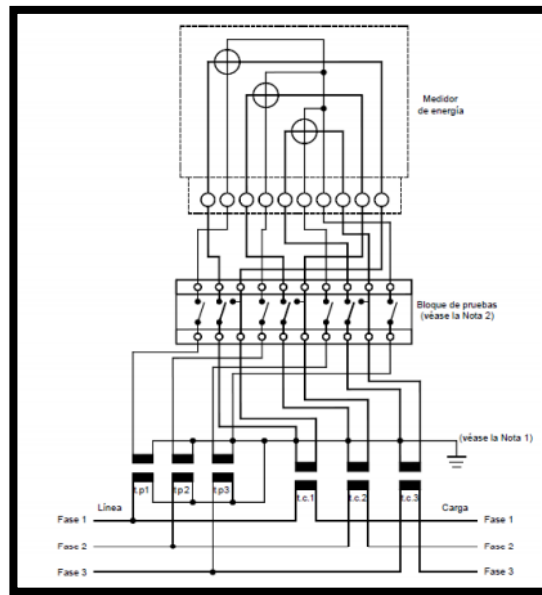 Medidor
de energía
Bloque de pruebas
(véase la Nota 2)
(véase la Nota 1)
t.p1
t.p2
t.p3
t.c.1
t.c.2
t.c.3
Línea
Carga
Fase 1
Fase 1
Fase 2
Fase 2
Fase 3
Fase 3